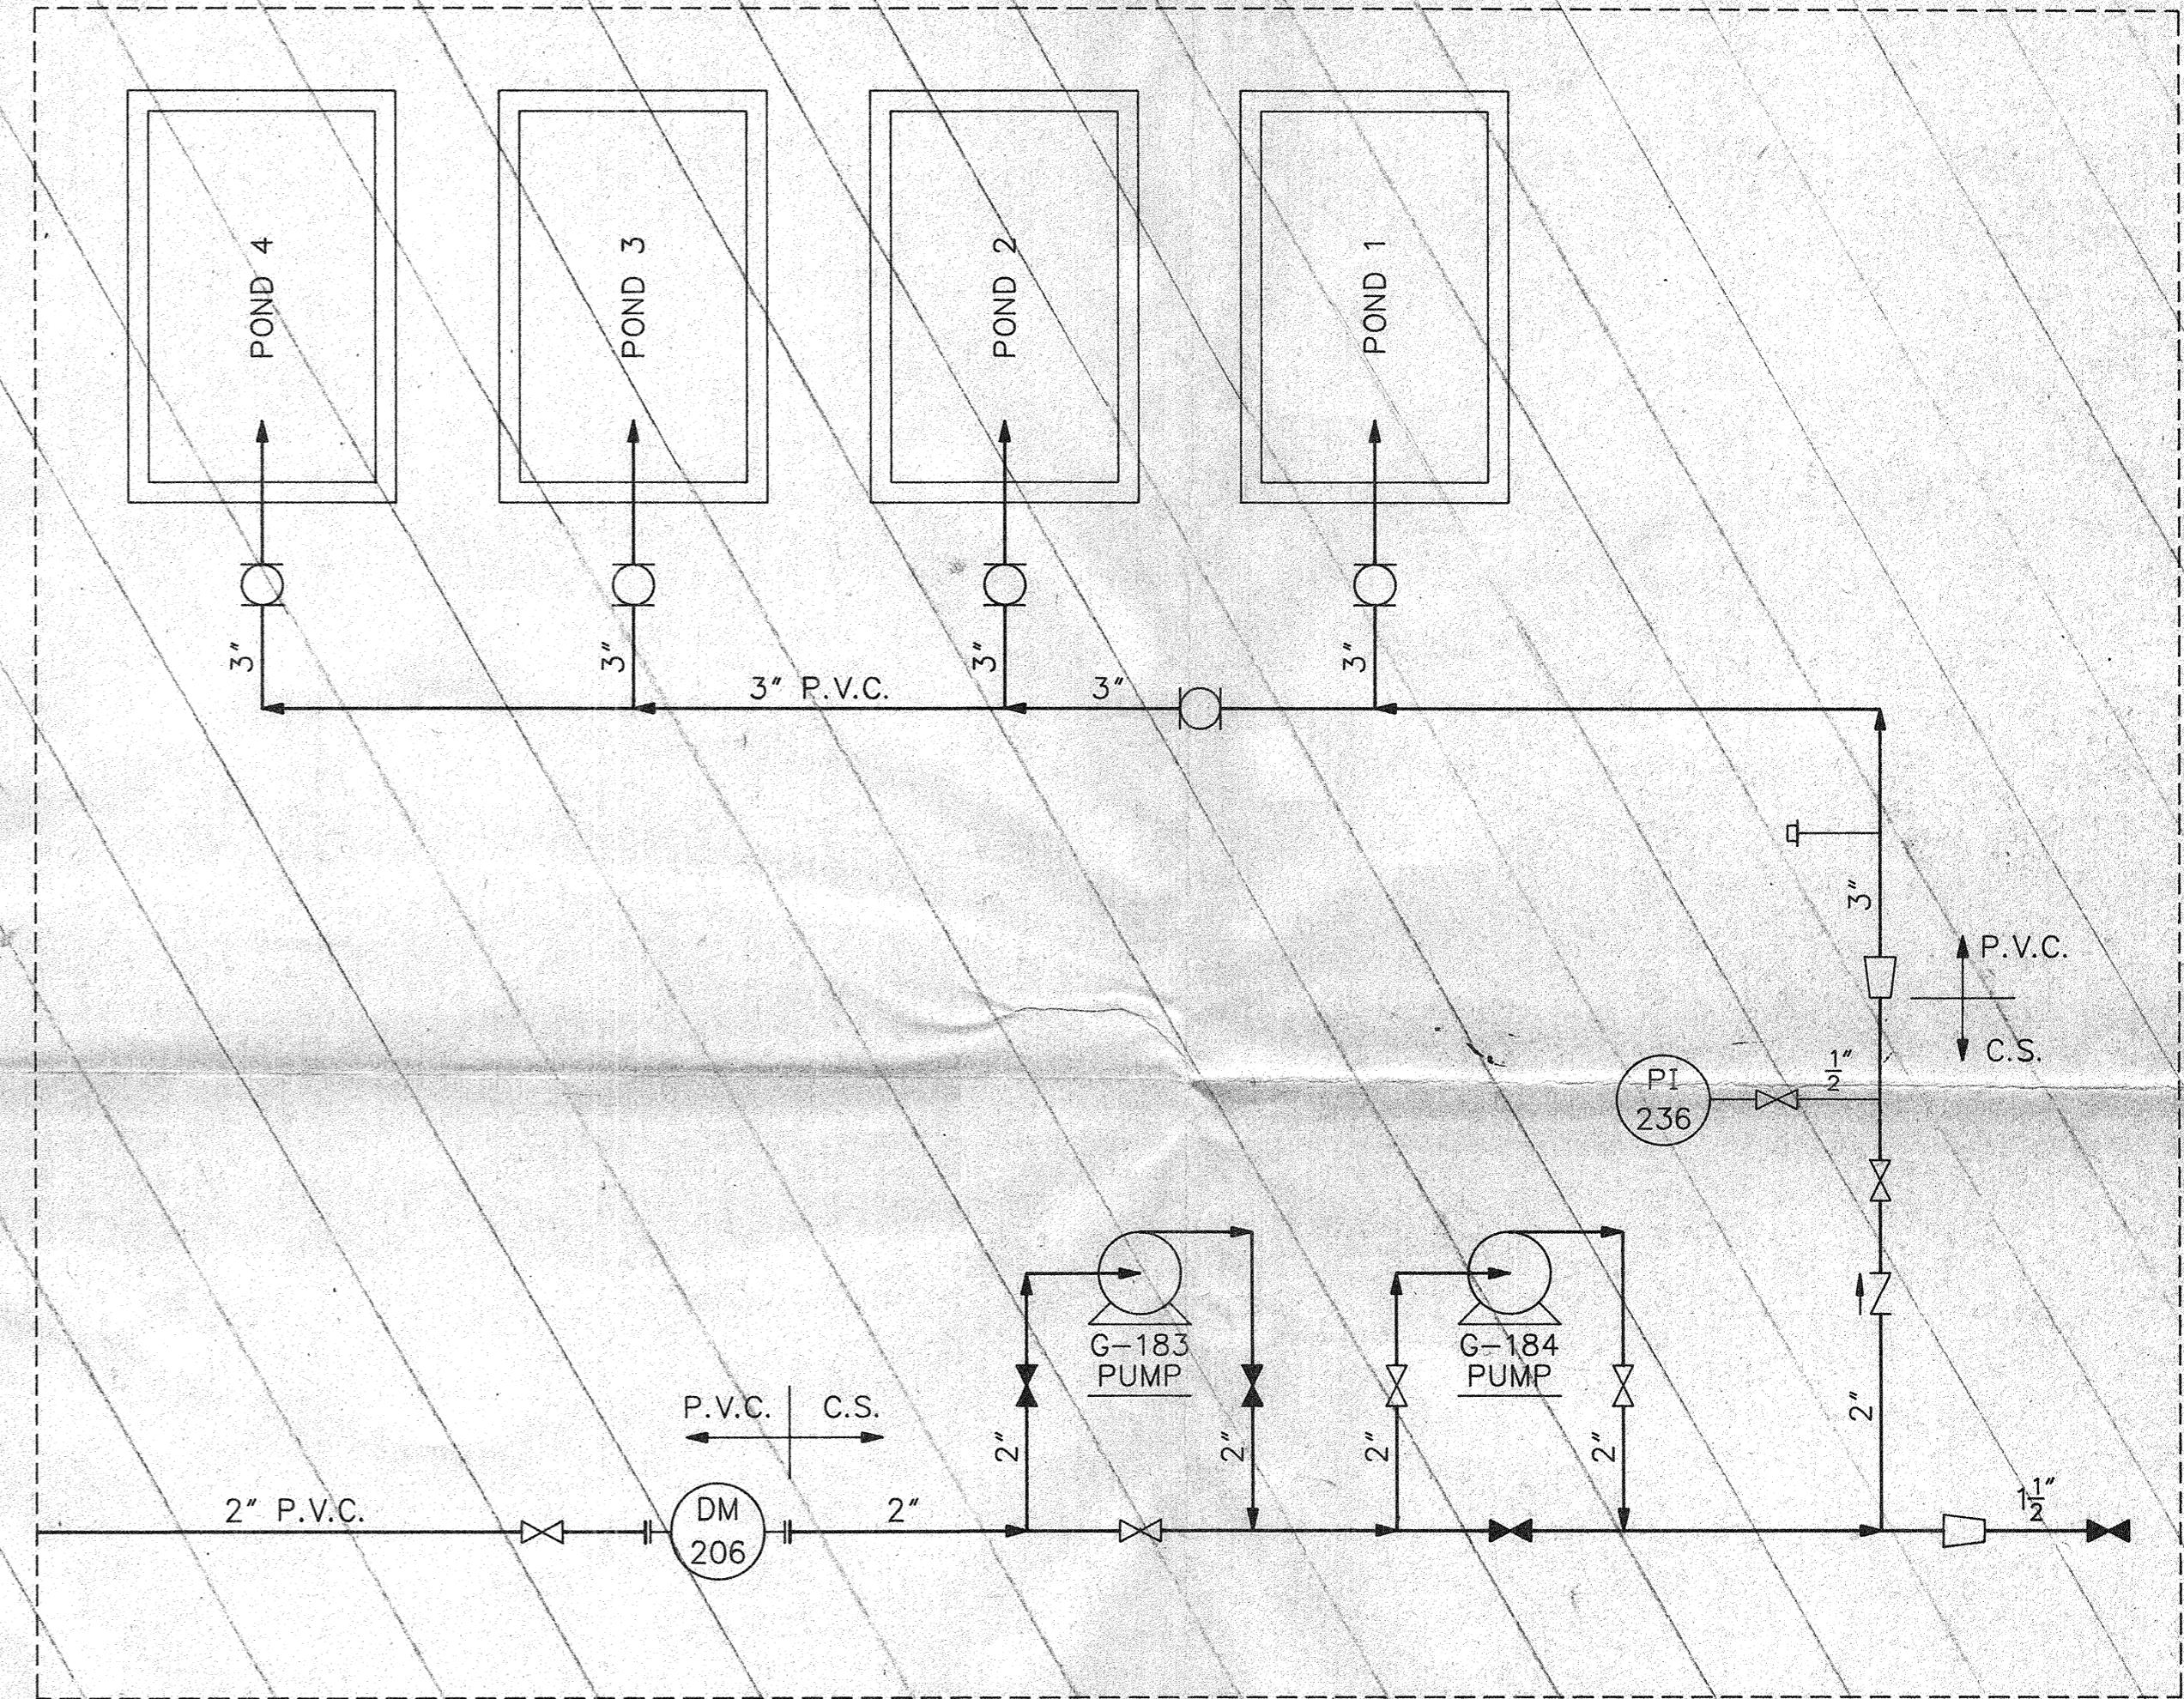 POND 4
POND 3
POND 2
POND 1
3"
3"
3"
3"
3" P.V.C.
3"
3"
P.V.C.
C.S.
1/2"
PI
236
G-183
PUMP
G-184
PUMP
P.V.C.
C.S.
2"
2"
2"
2"
2"
2" P.V.C.
DM
206
2"
1 1/2"